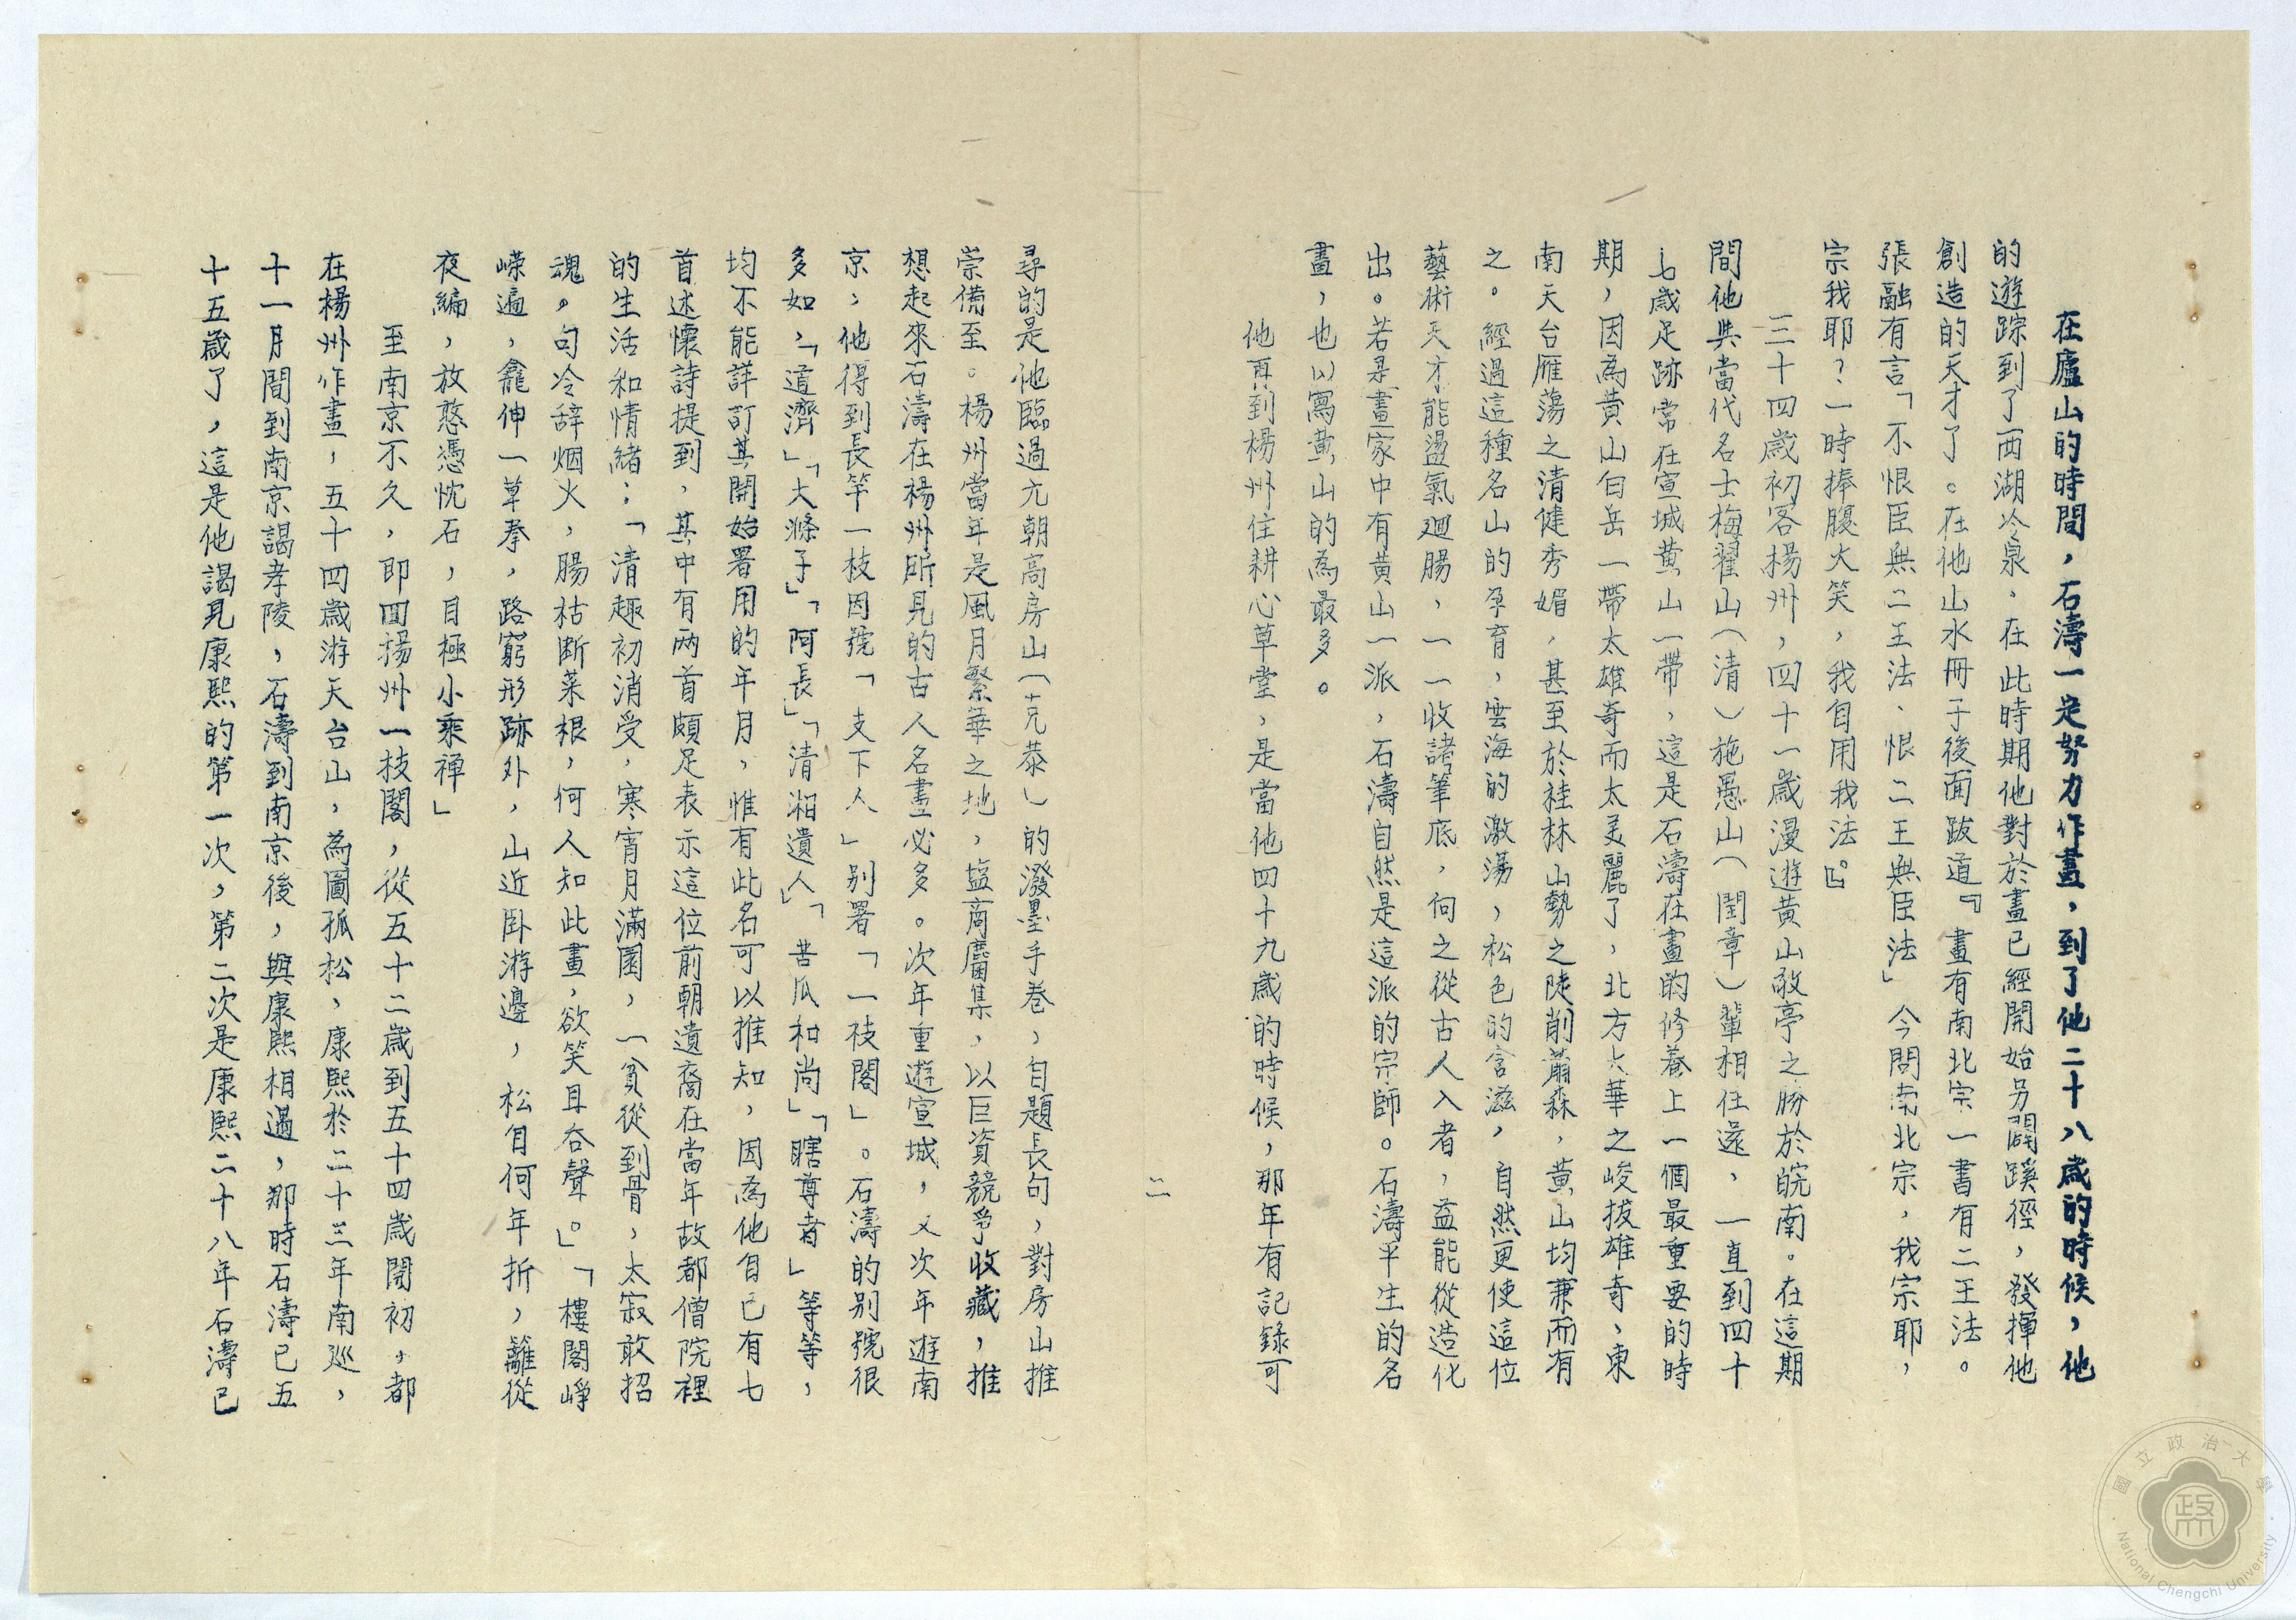 在廬山的時間，石濤一定努力作畫，到了他二十八歲的時候，他
的遊踪到了西湖冷泉．在此時期他對於畫已經開始另闢蹊徑，發揮他
創造的天才了。在他山水冊子後面跋道『畫有南北宗一書有二王法。
張融有言「不恨臣無二王法、恨二王無臣法」今問南北宗，我宗耶，
宗我耶？一時捧腹大笑，我自用我法』。
三十四歲初客楊州，四十一歲漫遊黃山敬亭之勝於皖南。在這期
間他與當代名士梅瞿山（清）施愚山（閏章）輩相往還、一直到四十
七歲足跡常在宣城黃山一帶，這是石濤在畫的修養上一個最重要的時
期，因為黃山白岳一帶太雄奇而太美麗了，北方大華之峻拔雄奇、東
南天台雁蕩之清健秀媚，甚至於桂林山勢之陡削蕭森，黃山均兼而有
之。經過這種名山的孕育，雲海的激蕩，松色的含滋，自然更使這位
藝術天才能盪氣迴腸，一一收諸筆底，向之從古人入者，益能從造化
出。若是畫家中有黃山一派，石濤自然是這派的宗師。石濤平生的名
畫，也以寫黃山的為最多。
他再到楊州住耕心草堂，是當他四十九歲的時候，那年有記錄可
二
尋的是他臨過亢朝高房山（克恭）的潑墨手卷，自題長句，對房山推
崇備至。楊州當年是風月繁華之地，塩商麕集，以巨資競爭收藏，推
想起來石濤在楊州所見的古人名畫必多。次年重遊宣城，又次年遊南
京；他得到長竿一枝因號「支下人」別署「一枝閣」。石濤的別號很
多如，「道濟」「大滌子」「阿長」「清湘遺人」「苦瓜和尚」「瞎尊者」等等，
均不能詳訂其開始署用的年月，惟有此名可以推知，因為他自已有七
首述懷詩提到．其中有兩首頗足表示這位前朝遺裔在當年故都僧院裡
的生活和情緒：「清趣初消受，寒宵月滿園，一貧從到骨，太寂敢招
魂。句冷辞烟火，腸枯断菜根，何人知此畫，欲笑且吞聲。」「樓閣崢
嶸遍，龕伸一草拳，路窮形跡外，山近卧游邊，松自何年折，籬從
夜編，放憨憑忱石，目極小乘禅」
至南京不久，即回揚州一枝閣，從五十二歲到五十四歲開初，都
在楊州作畫，五十四歲游天台山，為圖孤松，康熙於二十三年南巡，
十一月間到南京謁孝陵，石濤到南京後，與康熙相遇，那時石濤已五
十五歲了，這是他謁見康熙的第一次，第二次是康熙二十八年石濤已
國立政治大學
National Chengchi University
政